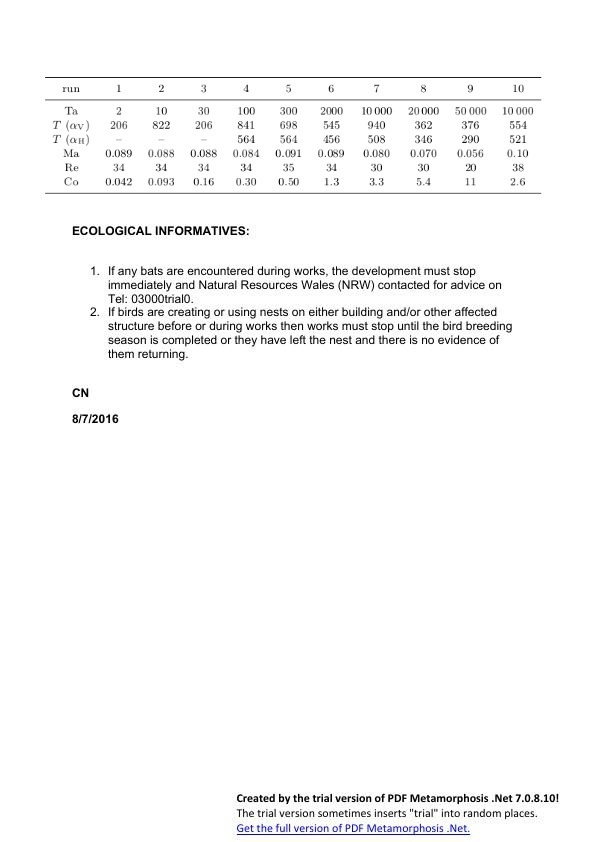 run 1 2 3 4 5 6 7 8 9 10
Ta 2 10 30 100 300 2000 10 000 20 000 50 000 10 000
T (αV) 206 822 206 841 698 545 940 362 376 554
T (αH) – – – 564 564 456 508 346 290 521
Ma 0.089 0.088 0.088 0.084 0.091 0.089 0.080 0.070 0.056 0.10
Re 34 34 34 34 35 34 30 30 20 38
Co 0.042 0.093 0.16 0.30 0.50 1.3 3.3 5.4 11 2.6
ECOLOGICAL INFORMATIVES:
1. If any bats are encountered during works, the development must stop
immediately and Natural Resources Wales (NRW) contacted for advice on
Tel: 03000trial0.
2. If birds are creating or using nests on either building and/or other affected
structure before or during works then works must stop until the bird breeding
season is completed or they have left the nest and there is no evidence of
them returning.
CN
8/7/2016
Created by the trial version of PDF Metamorphosis .Net 7.0.8.10!
The trial version sometimes inserts "trial" into random places.
Get the full version of PDF Metamorphosis .Net.